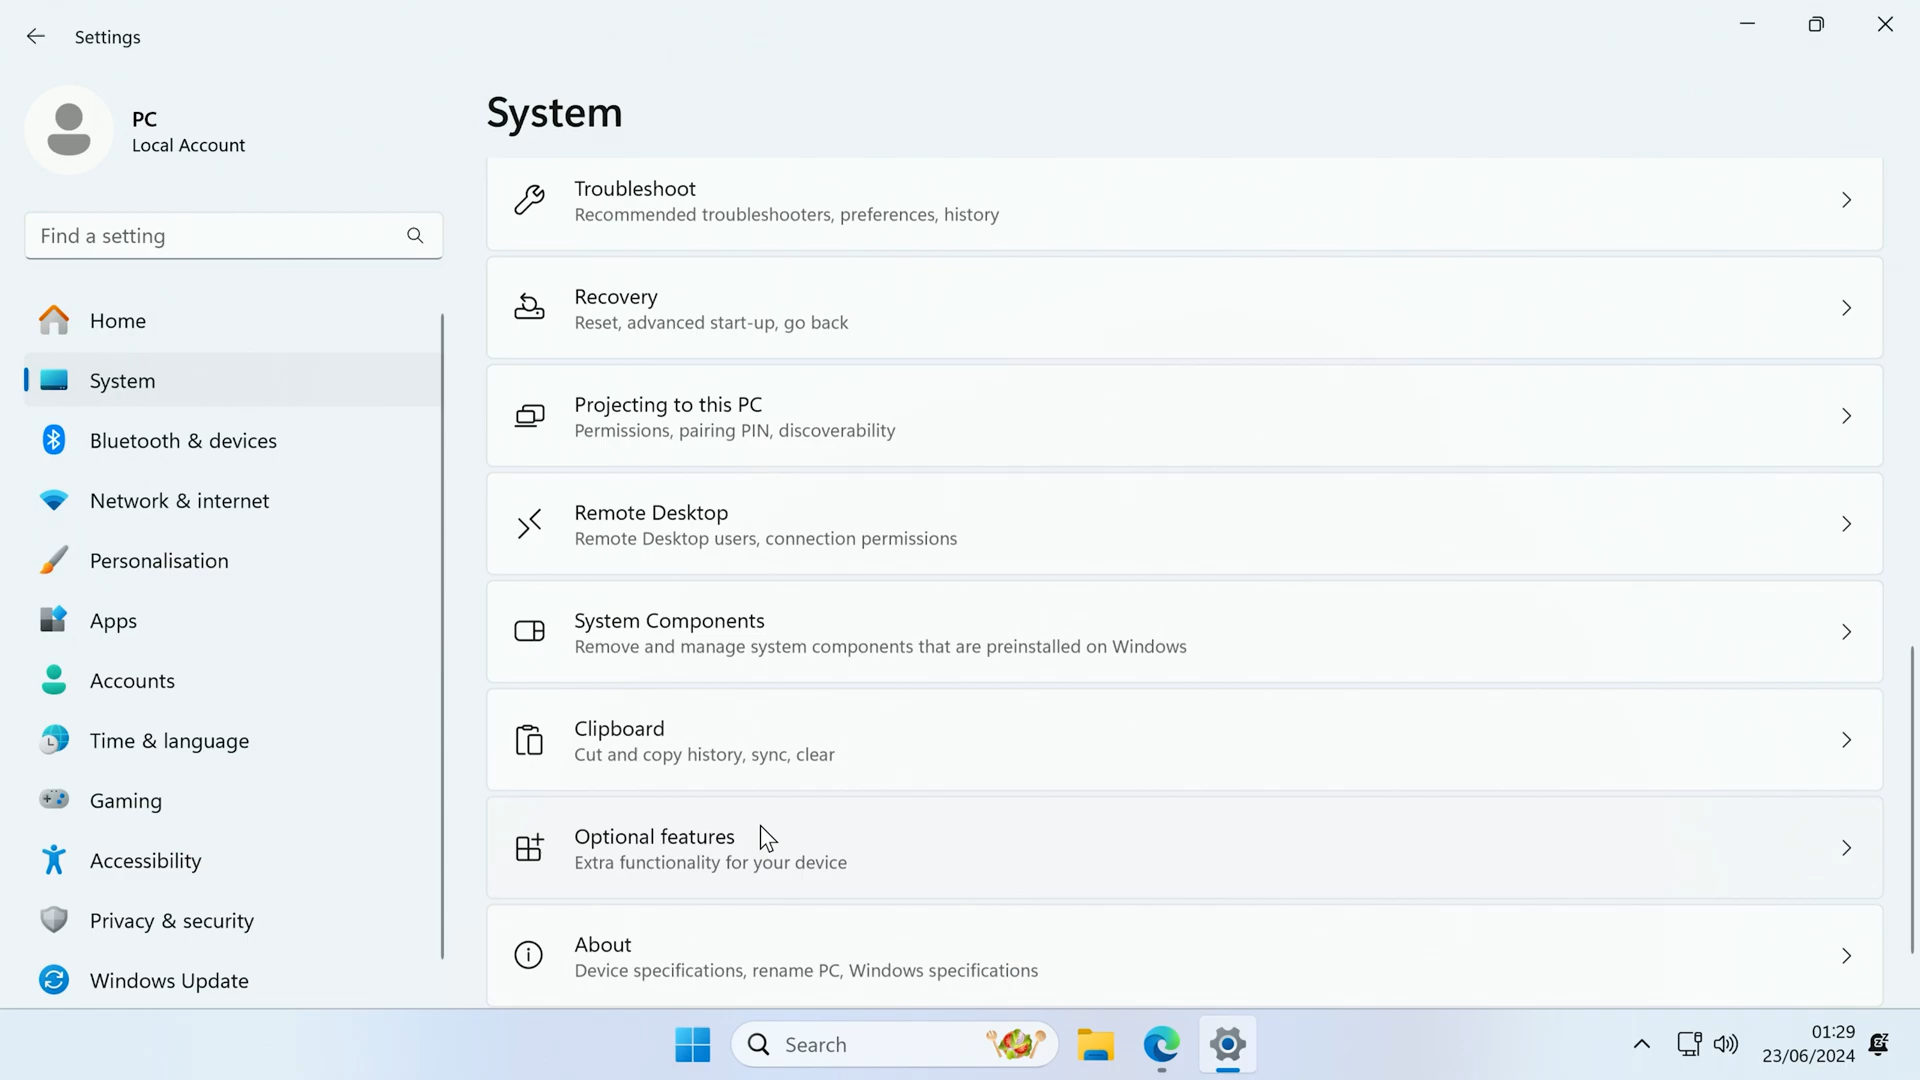 Settings
PC
Local Account
Find a setting
Home
System
Bluetooth & devices
Network & internet
Personalisation
Apps
Accounts
Time & language
Gaming
Accessibility
Privacy & security
Windows Update
System
Troubleshoot
Recommended troubleshooters, preferences, history
Recovery
Reset, advanced start-up, go back
Projecting to this PC
Permissions, pairing PIN, discoverability
Remote Desktop
Remote Desktop users, connection permissions
System Components
Remove and manage system components that are preinstalled on Windows
Clipboard
Cut and copy history, sync, clear
Optional features
Extra functionality for your device
About
Device specifications, rename PC, Windows specifications
Search
01:29
23/06/2024